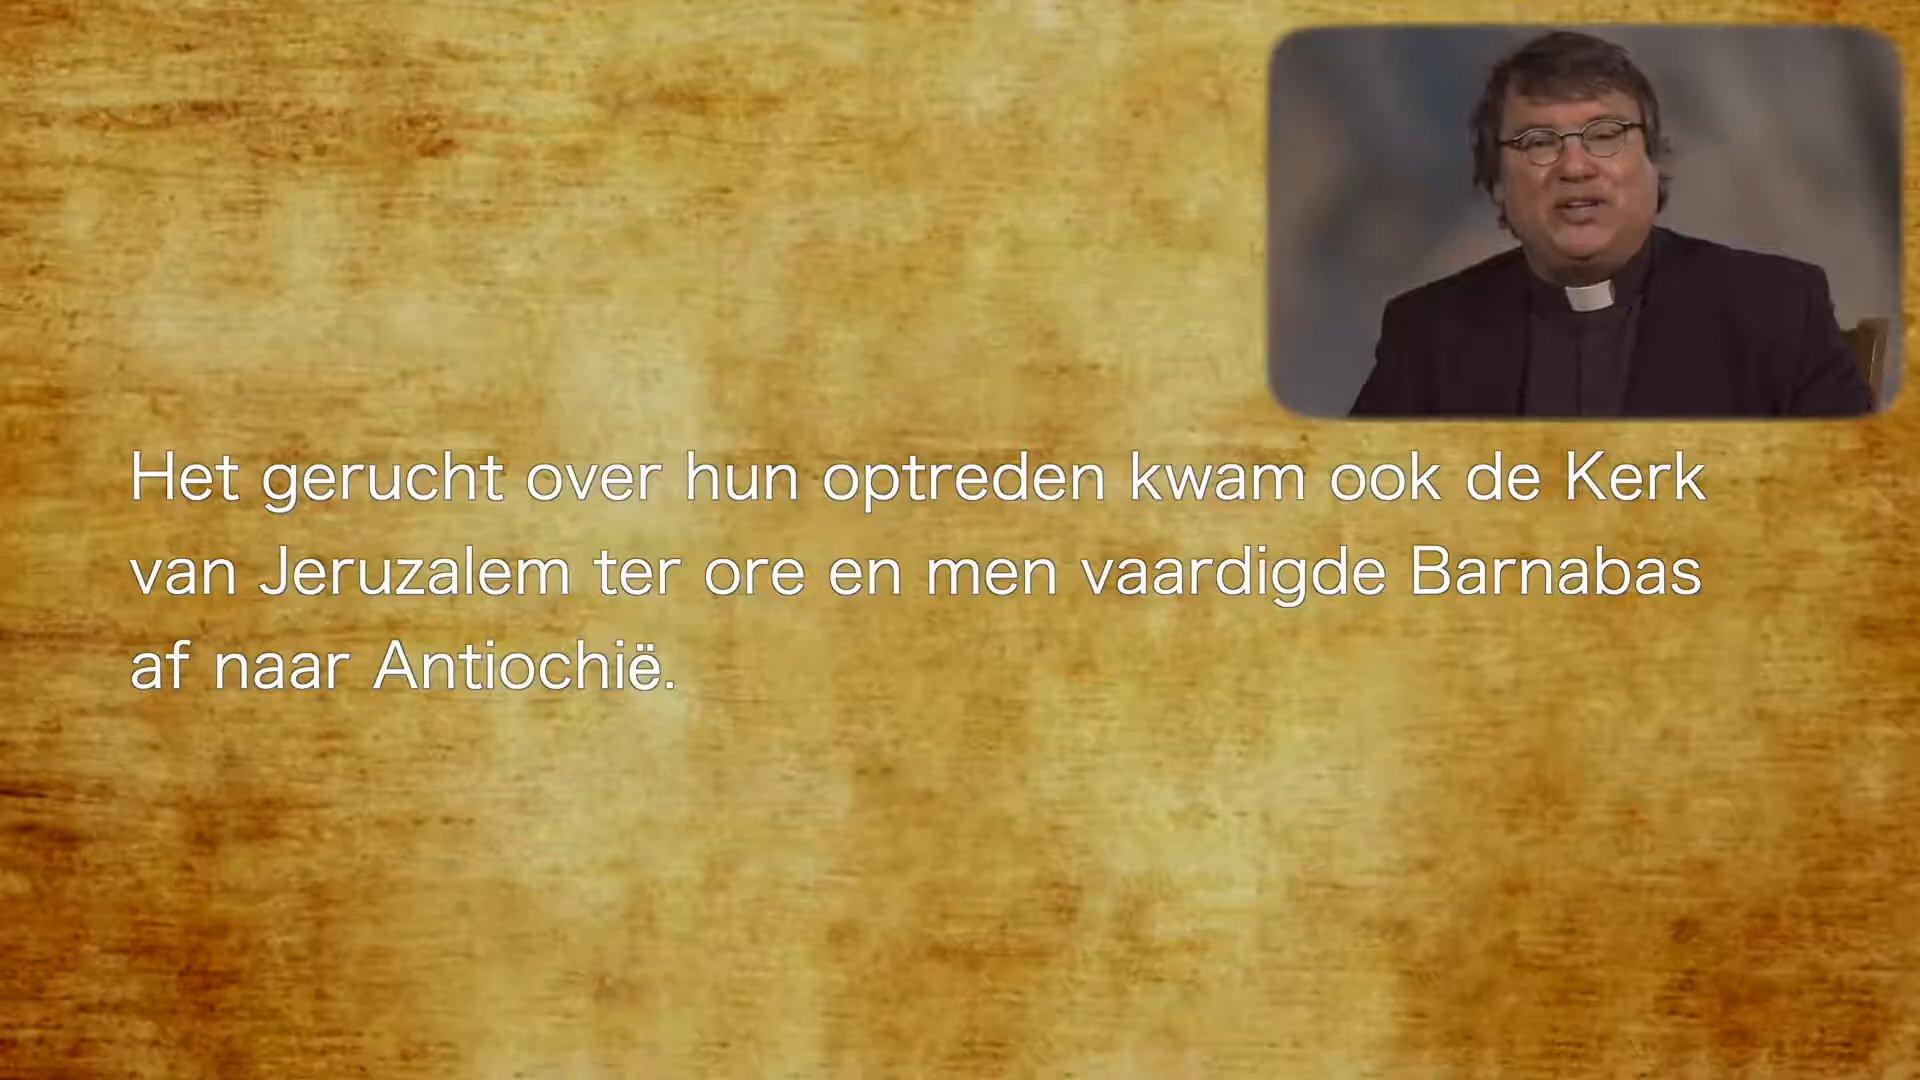 Het gerucht over hun optreden kwam ook de Kerk
van Jeruzalem ter ore en men vaardigde Barnabas
af naar Antiochië.